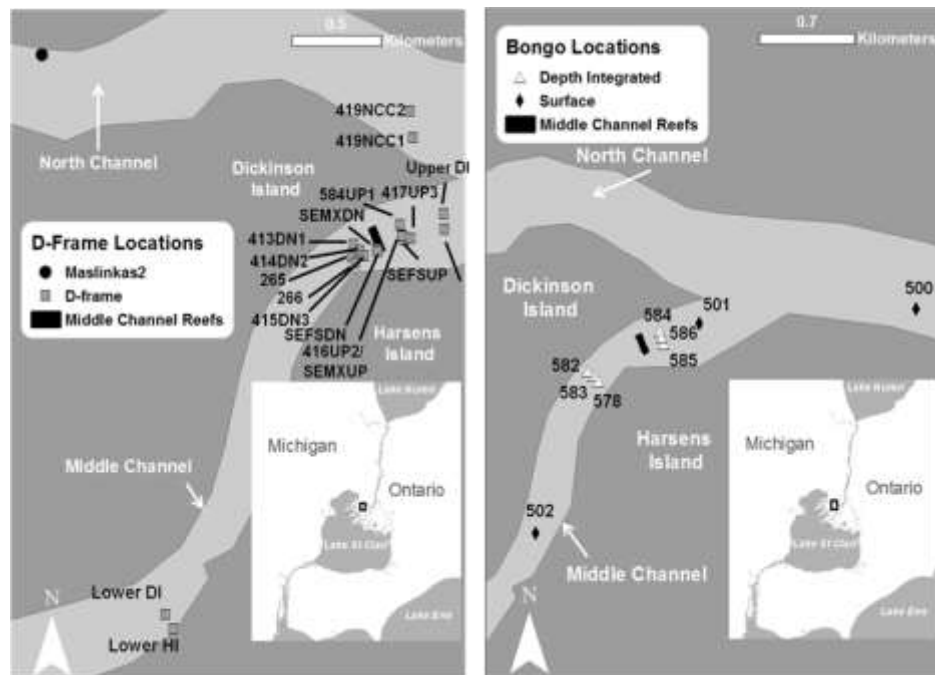 0.5
Kilometers
419NCC2
419NCC1
North Channel
Dickinson
Island
Upper DI
584UP1
417UP3
SEMXDN
D-Frame Locations
Maslinkas2
D-frame
Middle Channel Reefs
413DN1
414DN2
265
266
415DN3
SEFSUP
SEFSDN
416UP2/
SEMXUP
Harsens
Island
Middle Channel
Lake Huron
Michigan
Ontario
Lake St Clair
Lake Erie
N
Lower DI
Lower HI
0.7
Kilometers
Bongo Locations
Depth Integrated
Surface
Middle Channel Reefs
North Channel
Dickinson
Island
500
501
584
586
585
582
583
578
Harsens
Island
502
Middle Channel
Lake Huron
Michigan
Ontario
Lake St Clair
Lake Erie
N